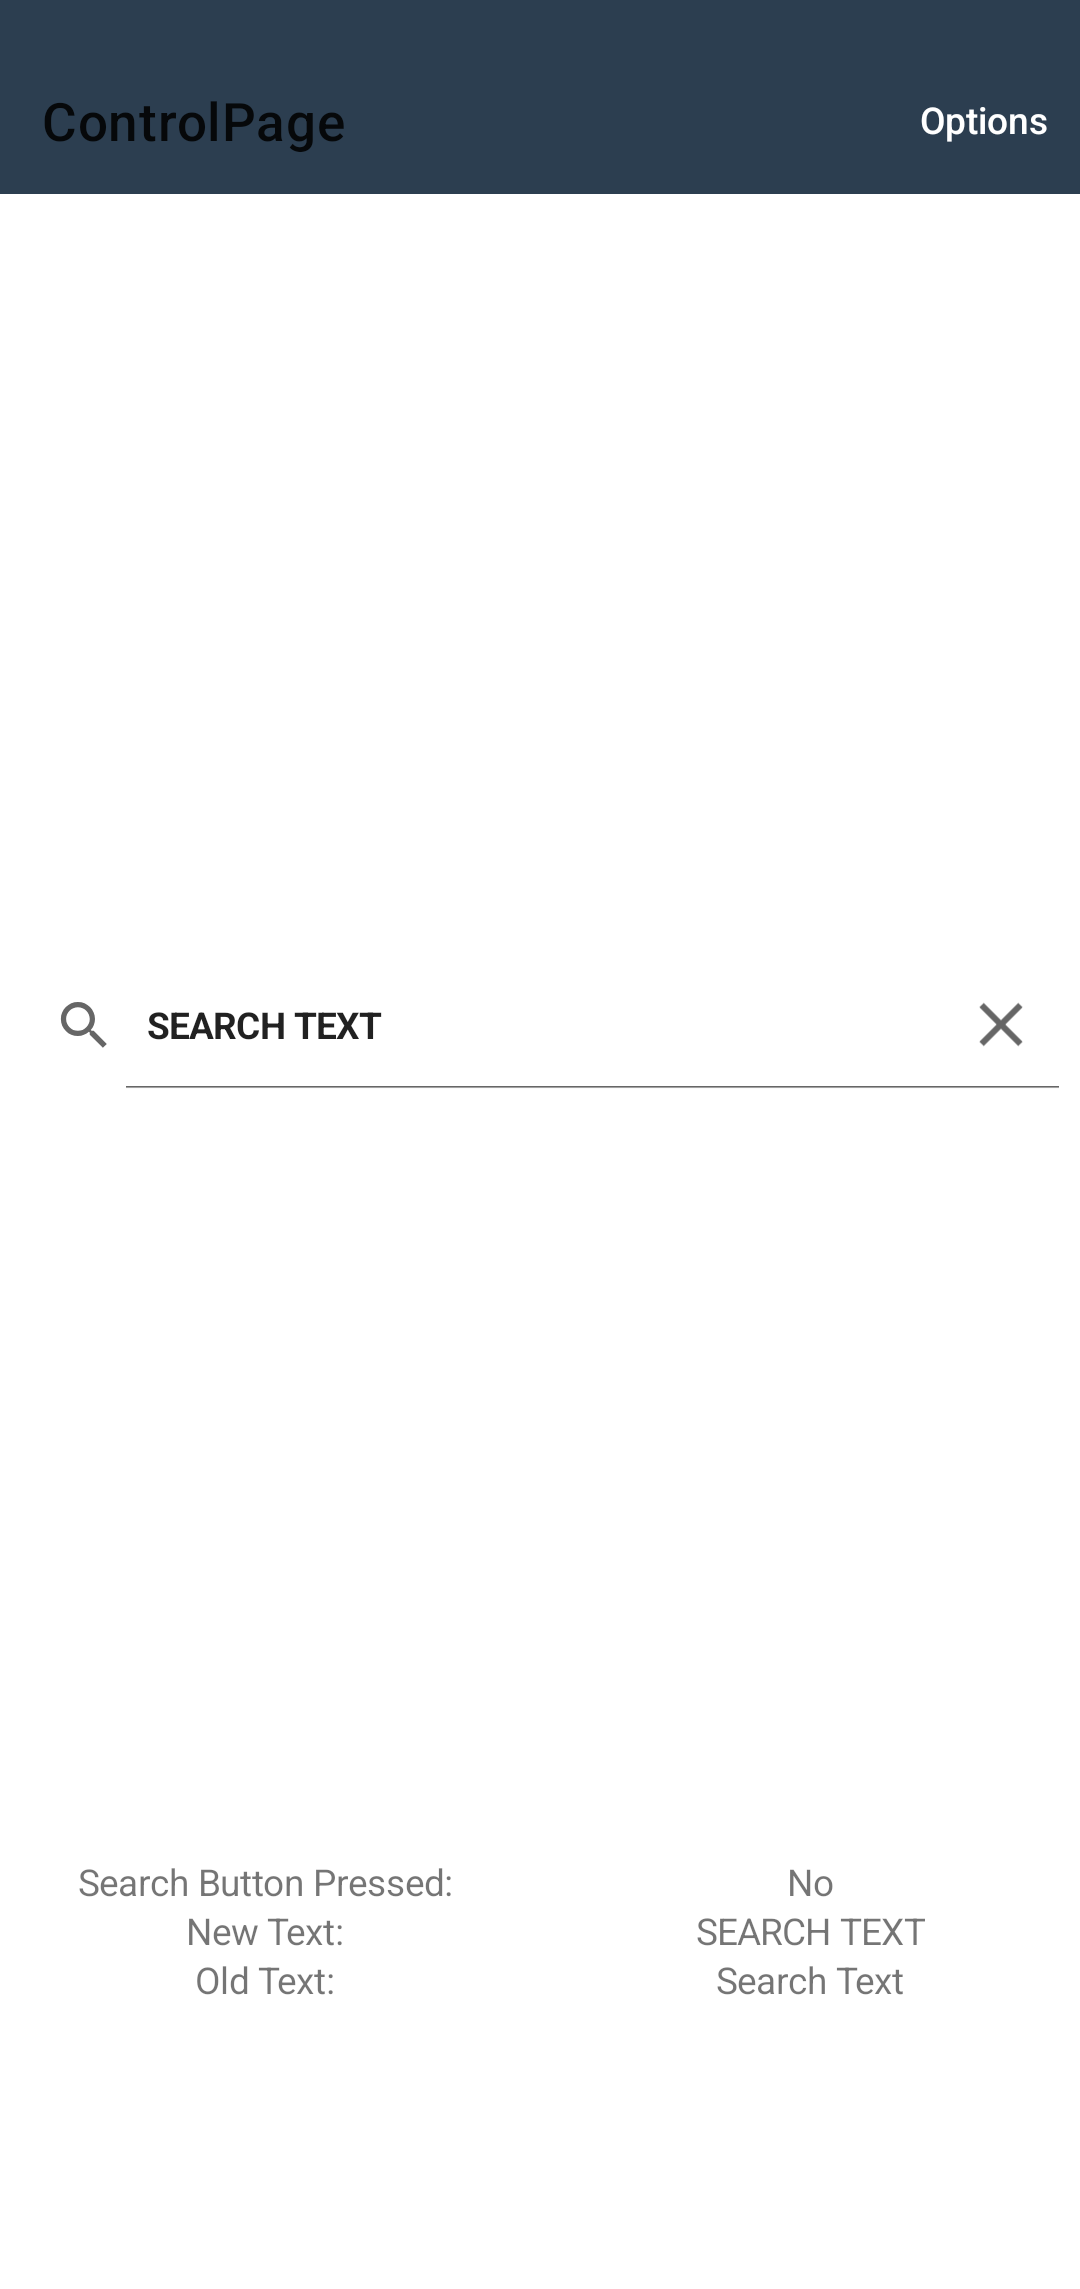 ControlPage Options
SEARCH TEXT
Search Button Pressed: No
New Text: SEARCH TEXT
Old Text: Search Text